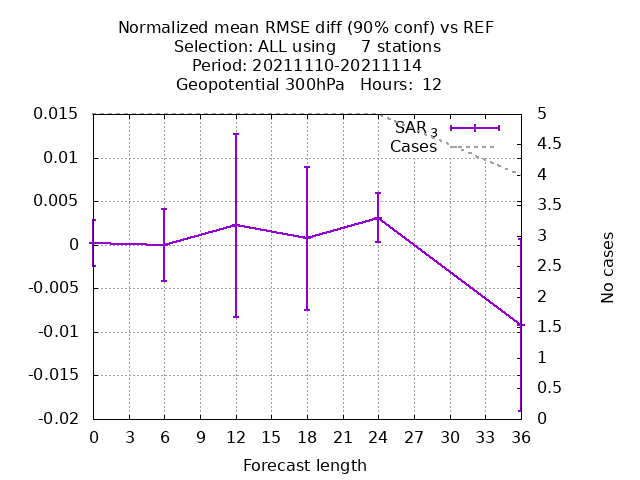 Normalized mean RMSE diff (90% conf) vs REF
Selection: ALL using     7 stations
Period: 20211110-20211114
Geopotential 300hPa   Hours:  12
SAR 3
Cases
0.015
0.01
0.005
0
-0.005
-0.01
-0.015
-0.02
5
4.5
4
3.5
3
2.5
2
1.5
1
0.5
0
No cases
0 3 6 9 12 15 18 21 24 27 30 33 36
Forecast length